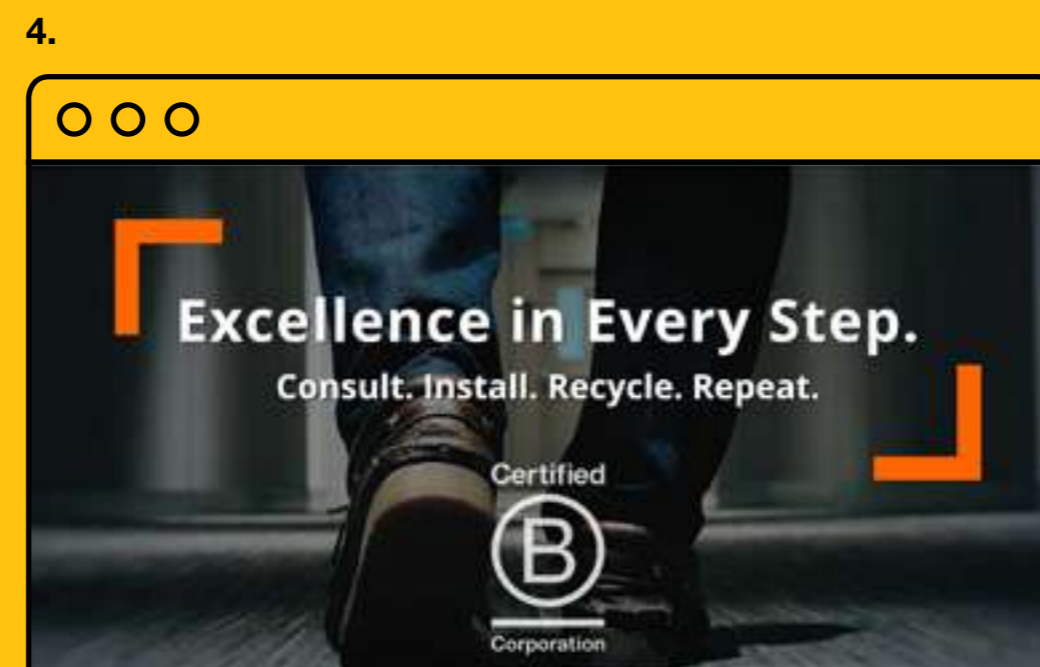 4.
Excellence in Every Step.
Consult. Install. Recycle. Repeat.
Certified
B
Corporation